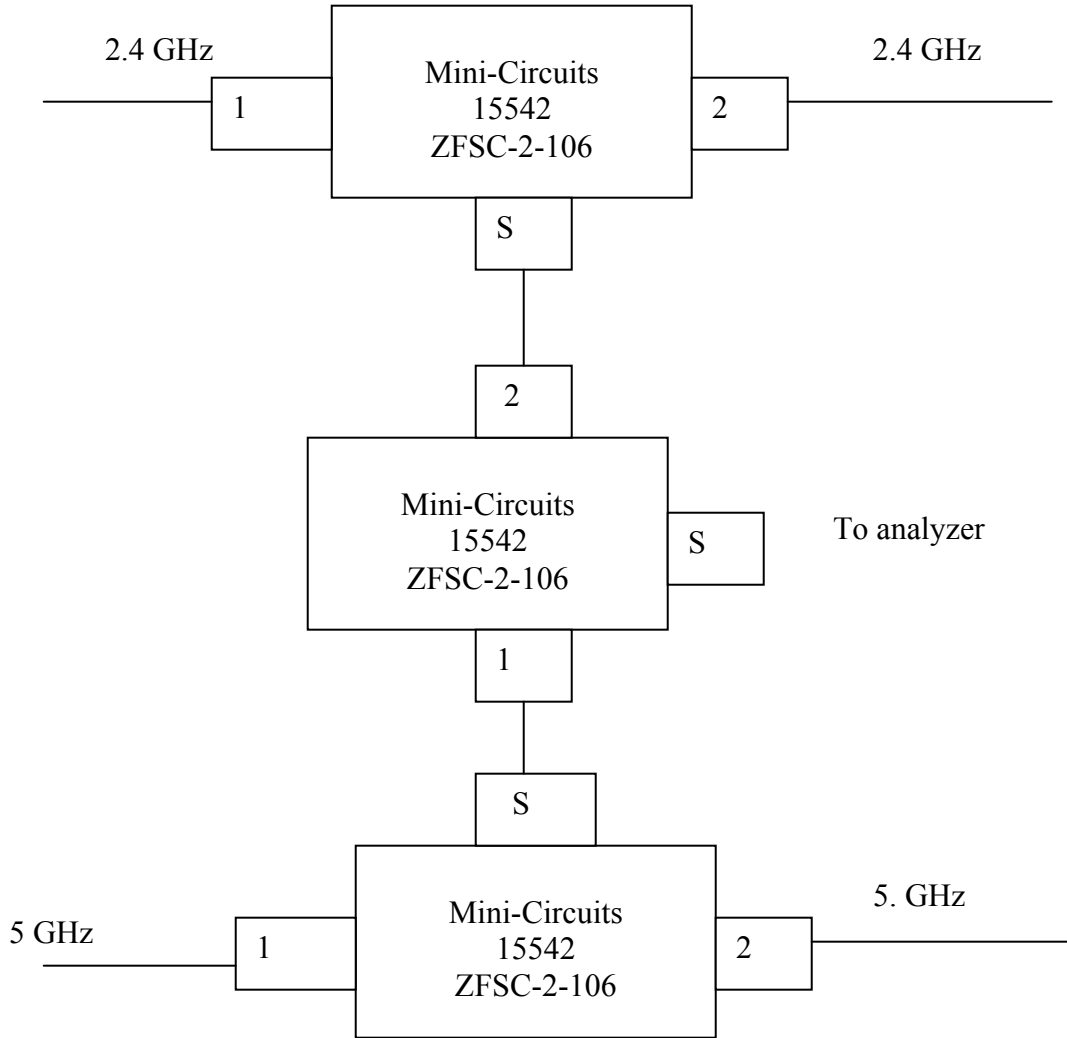 2.4 GHz
2.4 GHz
Mini-Circuits
15542
ZFSC-2-106
1
2
S
2
Mini-Circuits
15542
ZFSC-2-106
S
To analyzer
1
S
5 GHz
5. GHz
Mini-Circuits
15542
ZFSC-2-106
1
2